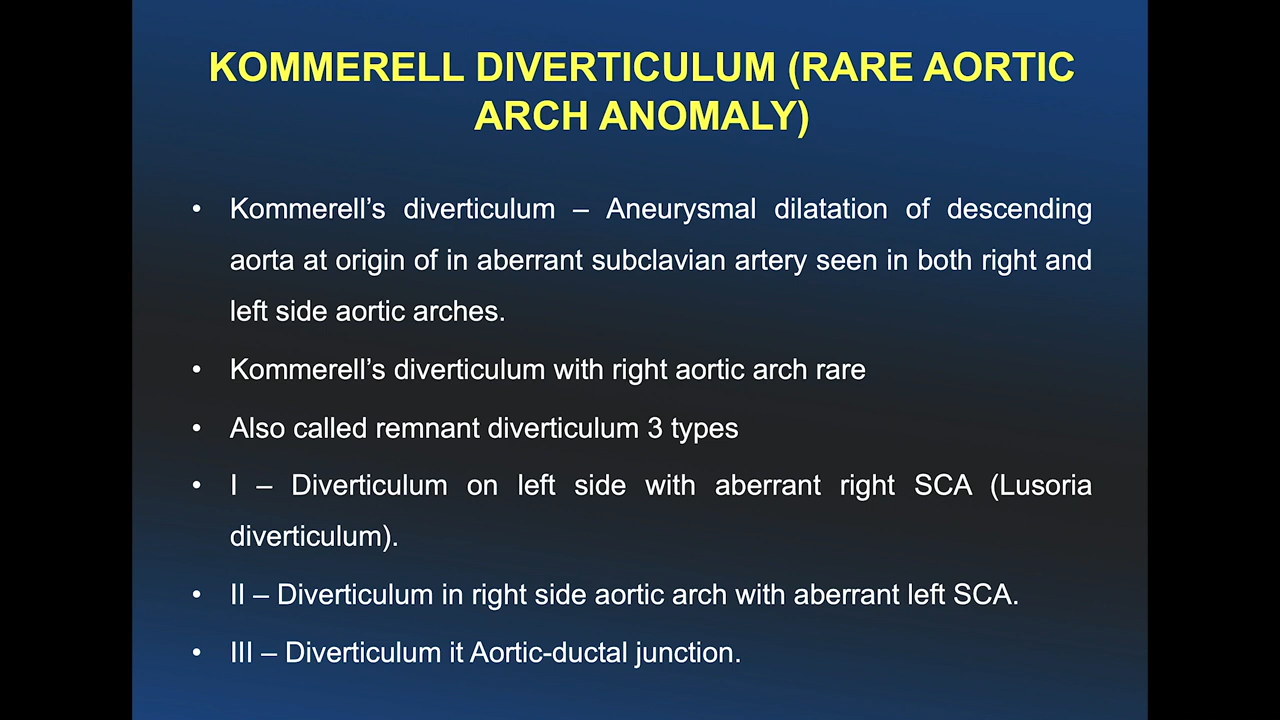 KOMMERELL DIVERTICULUM (RARE AORTIC
ARCH ANOMALY)
• Kommerell’s diverticulum – Aneurysmal dilatation of descending
aorta at origin of in aberrant subclavian artery seen in both right and
left side aortic arches.
• Kommerell’s diverticulum with right aortic arch rare
• Also called remnant diverticulum 3 types
• I – Diverticulum on left side with aberrant right SCA (Lusoria
diverticulum).
• II – Diverticulum in right side aortic arch with aberrant left SCA.
• III – Diverticulum it Aortic-ductal junction.